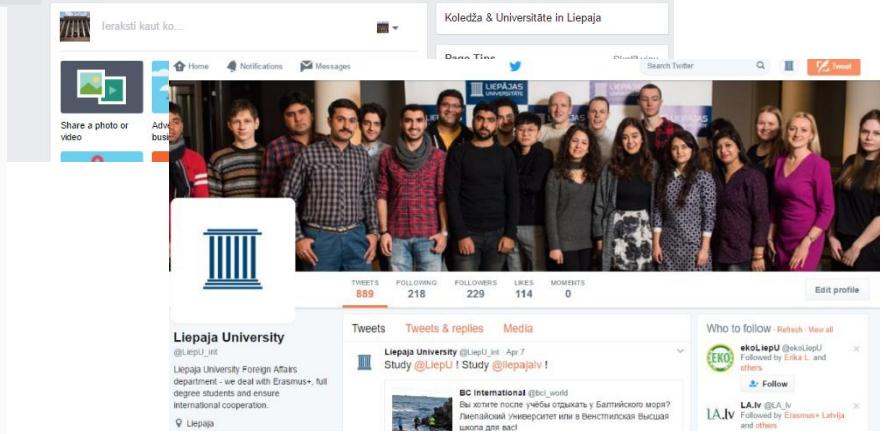 Ieraksti kaut ko...
Koledža & Universitāte in Liepaja
Share a photo or
video
Home
Notifications
Messages
Search Twitter
Tweet
LIEPĀJAS
UNIVERSITĀTE
TWEETS
889
FOLLOWING
218
FOLLOWERS
229
LIKES
114
MOMENTS
0
Edit profile
Liepaja University
@LiepU_int
Liepaja University Foreign Affairs
department - we deal with Erasmus+, full
degree students and ensure
international cooperation.
Liepaja
Tweets
Tweets & replies
Media
Liepaja University @LiepU_int · Apr 7
Study @LiepU ! Study @liepajalv !
BC International @bci_world
Вы хотите после учёбы отдыхать у Балтийского моря?
Лиепайский Университет или в Вентспилская Высшая
школа для вас!
Who to follow · Refresh · View all
EKO
ekoLiepU @ekoLiepU
Followed by Erika L. and
others
Follow
LA.lv
LA.lv @LA_lv
Followed by Erasmus+ Latvija
and others